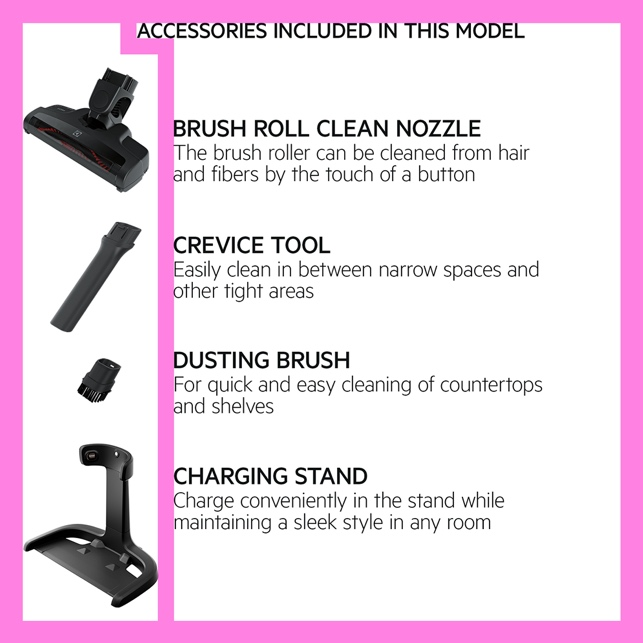 ACCESSORIES INCLUDED IN THIS MODEL
BRUSH ROLL CLEAN NOZZLE
The brush roller can be cleaned from hair
and fibers by the touch of a button
CREVICE TOOL
Easily clean in between narrow spaces and
other tight areas
DUSTING BRUSH
For quick and easy cleaning of countertops
and shelves
CHARGING STAND
Charge conveniently in the stand while
maintaining a sleek style in any room